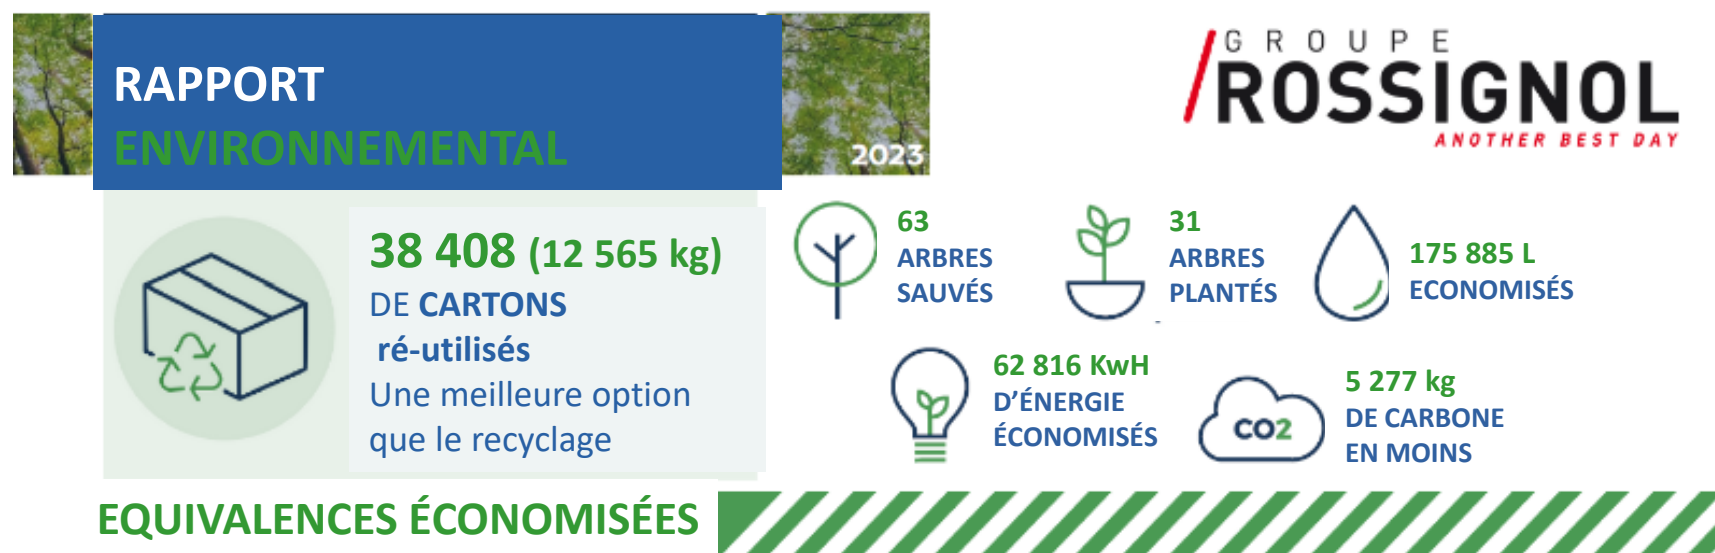 RAPPORT
ENVIRONNEMENTAL
2023
GROUPE
ROSSIGNOL
ANOTHER BEST DAY
38 408 (12 565 kg)
DE CARTONS
ré-utilisés
Une meilleure option
que le recyclage
63
ARBRES
SAUVÉS
31
ARBRES
PLANTÉS
175 885 L
ECONOMISÉS
62 816 KwH
D’ÉNERGIE
ÉCONOMISÉS
CO2
5 277 kg
DE CARBONE
EN MOINS
EQUIVALENCES ÉCONOMISÉES